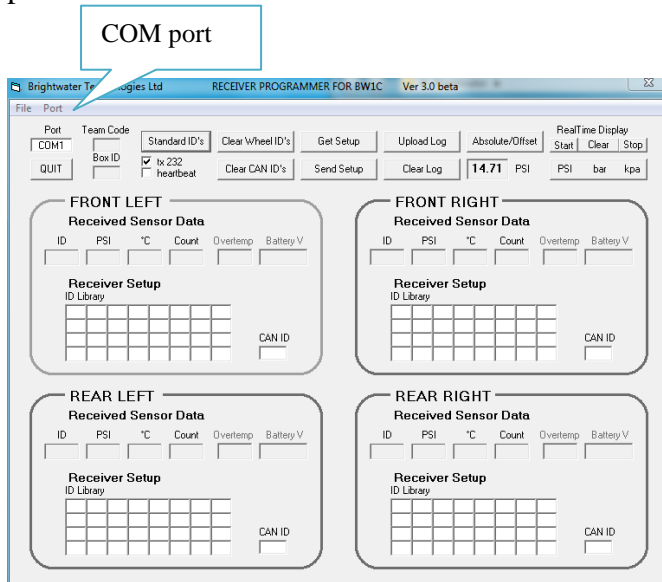 COM port
Brightwater Te ogies Ltd RECEIVER PROGRAMMER FOR BW1C Ver 3.0 beta
File Port
Port Team Code Standard ID's Clear Wheel ID's Get Setup Upload Log Absolute/Offset RealTime Display
COM1 Start Clear Stop
QUIT Box ID tx 232 Clear CAN ID's Send Setup Clear Log 14.71 PSI PSI bar kpa
heartbeat
FRONT LEFT
Received Sensor Data
ID PSI °C Count Overtemp Battery V
Receiver Setup
ID Library
CAN ID
FRONT RIGHT
Received Sensor Data
ID PSI °C Count Overtemp Battery V
Receiver Setup
ID Library
CAN ID
REAR LEFT
Received Sensor Data
ID PSI °C Count Overtemp Battery V
Receiver Setup
ID Library
CAN ID
REAR RIGHT
Received Sensor Data
ID PSI °C Count Overtemp Battery V
Receiver Setup
ID Library
CAN ID